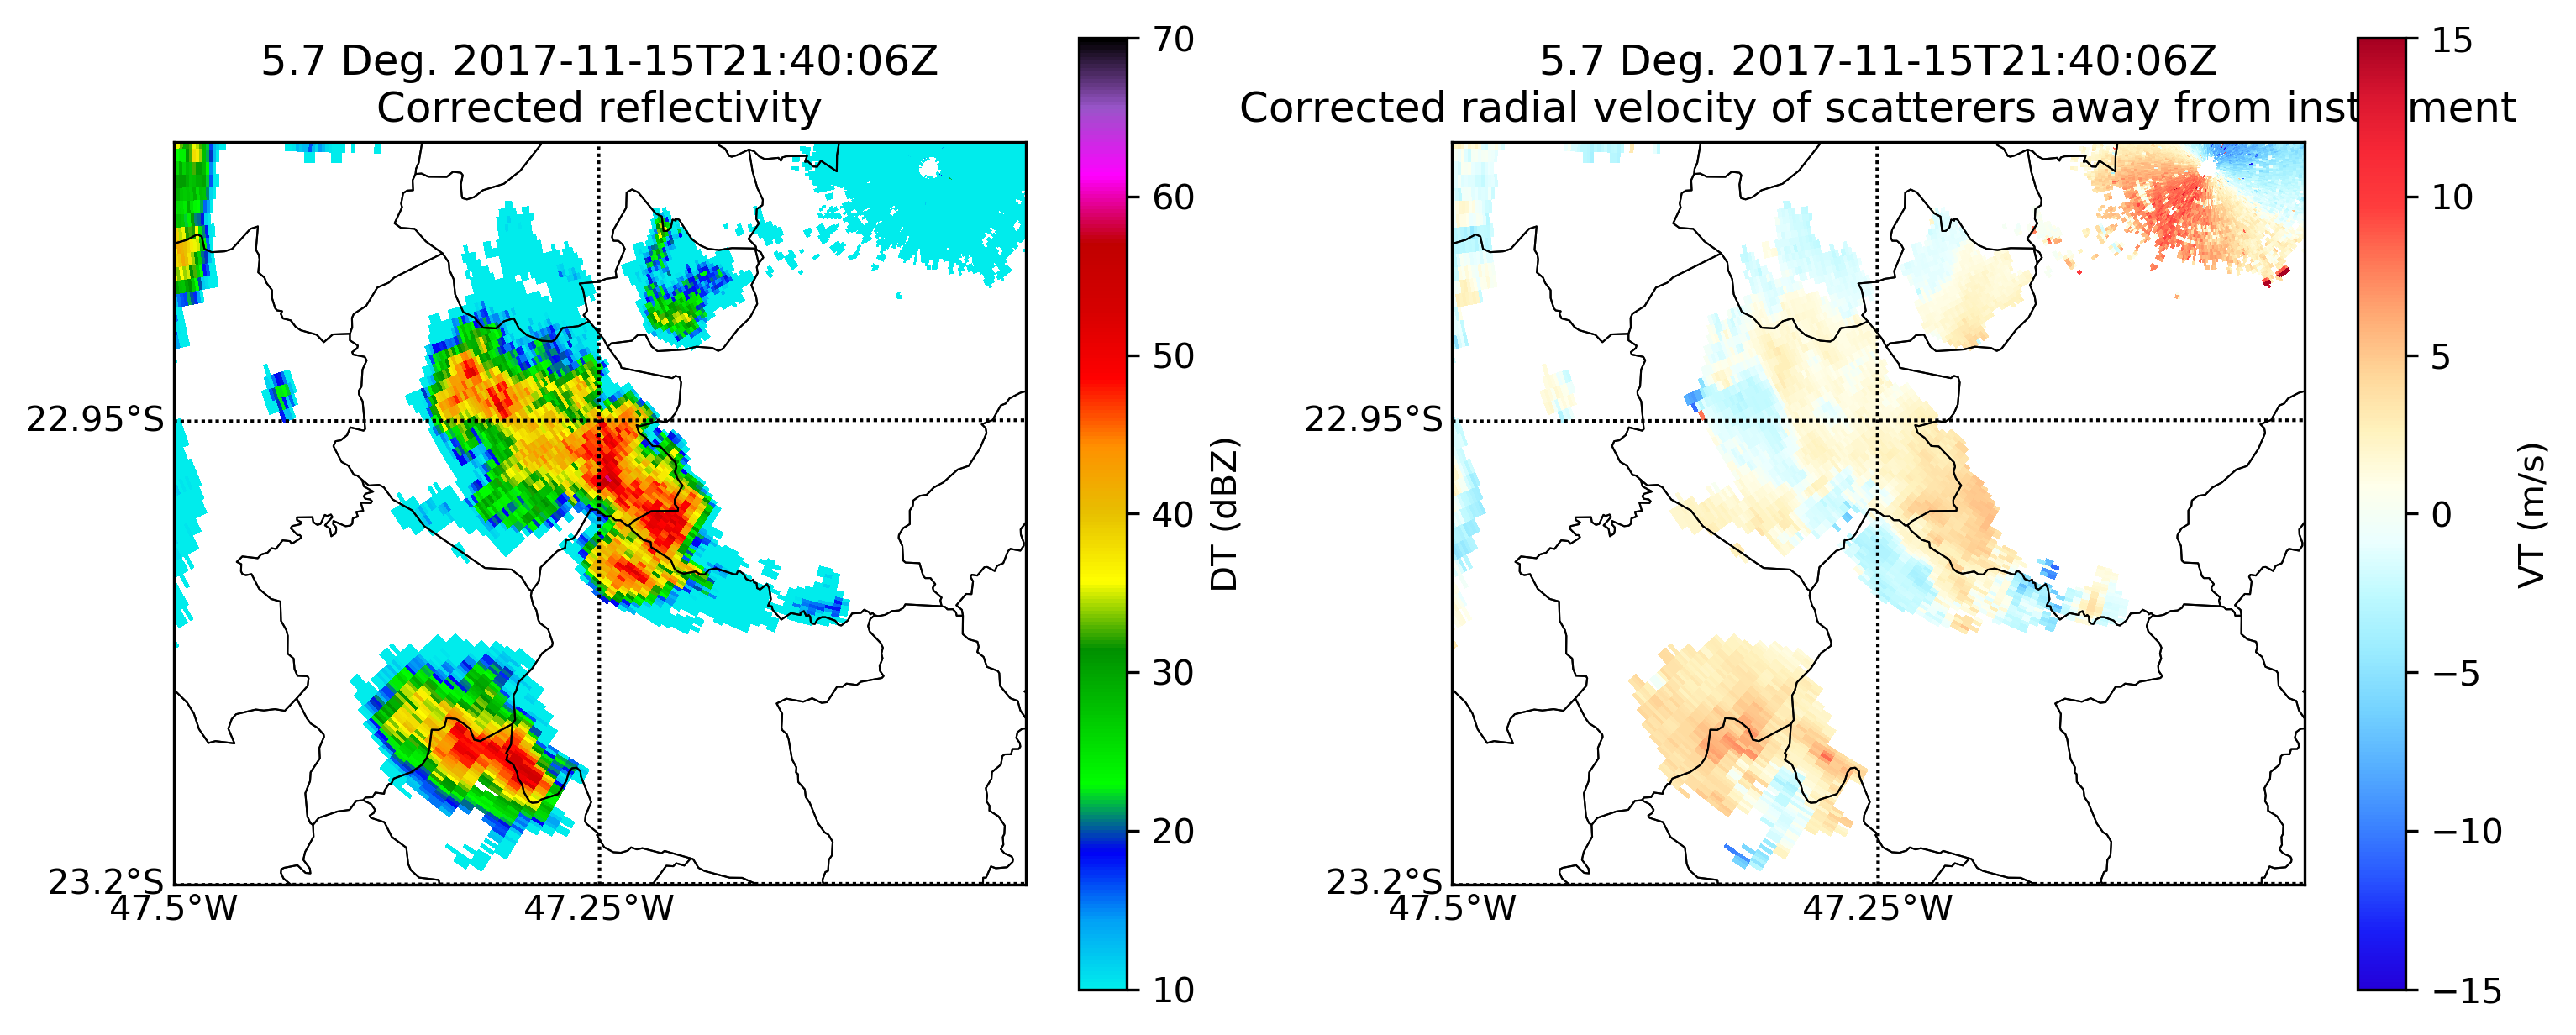 5.7 Deg. 2017-11-15T21:40:06Z
Corrected reflectivity
22.95°S
23.2°S
47.5°W
47.25°W
70
60
50
40
30
20
10
DT (dBZ)
5.7 Deg. 2017-11-15T21:40:06Z
Corrected radial velocity of scatterers away from inst ment
22.95°S
23.2°S
47.5°W
47.25°W
15
10
5
0
−5
−10
−15
VT (m/s)